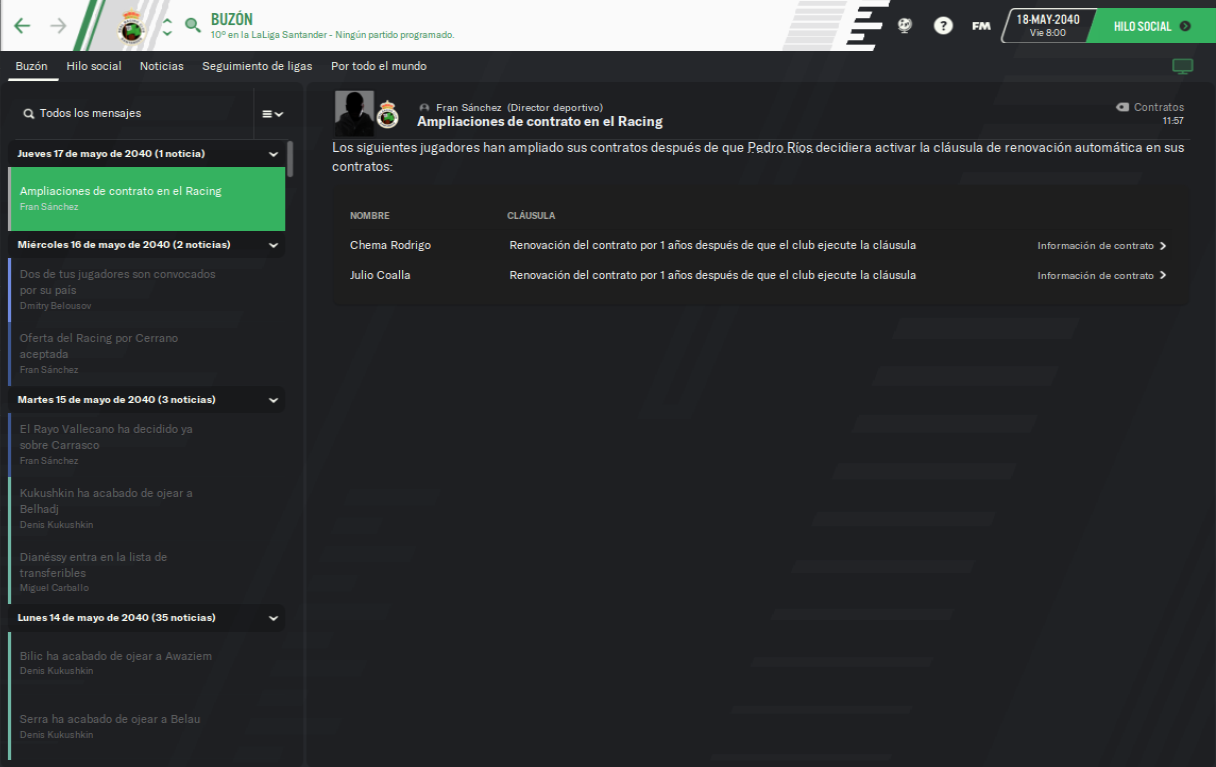 BUZÓN
10º en la LaLiga Santander - Ningún partido programado.
?
FM
18-MAY-2040
Vie 8:00
HILO SOCIAL
Buzón
Hilo social
Noticias
Seguimiento de ligas
Por todo el mundo
Todos los mensajes
Jueves 17 de mayo de 2040 (1 noticia)
Ampliaciones de contrato en el Racing
Fran Sánchez
Miércoles 16 de mayo de 2040 (2 noticias)
Dos de tus jugadores son convocados
por su país
Dmitry Belousov
Oferta del Racing por Cerrano
aceptada
Fran Sánchez
Martes 15 de mayo de 2040 (3 noticias)
El Rayo Vallecano ha decidido ya
sobre Carrasco
Fran Sánchez
Kukushkin ha acabado de ojear a
Belhadj
Denis Kukushkin
Dianéssy entra en la lista de
transferibles
Miguel Carballo
Lunes 14 de mayo de 2040 (35 noticias)
Bilic ha acabado de ojear a Awaziem
Denis Kukushkin
Serra ha acabado de ojear a Belau
Denis Kukushkin
Fran Sánchez (Director deportivo)
Ampliaciones de contrato en el Racing
Contratos
11:57
Los siguientes jugadores han ampliado sus contratos después de que Pedro Ríos decidiera activar la cláusula de renovación automática en sus
contratos:
NOMBRE CLÁUSULA
Chema Rodrigo Renovación del contrato por 1 años después de que el club ejecute la cláusula Información de contrato
Julio Coalla Renovación del contrato por 1 años después de que el club ejecute la cláusula Información de contrato